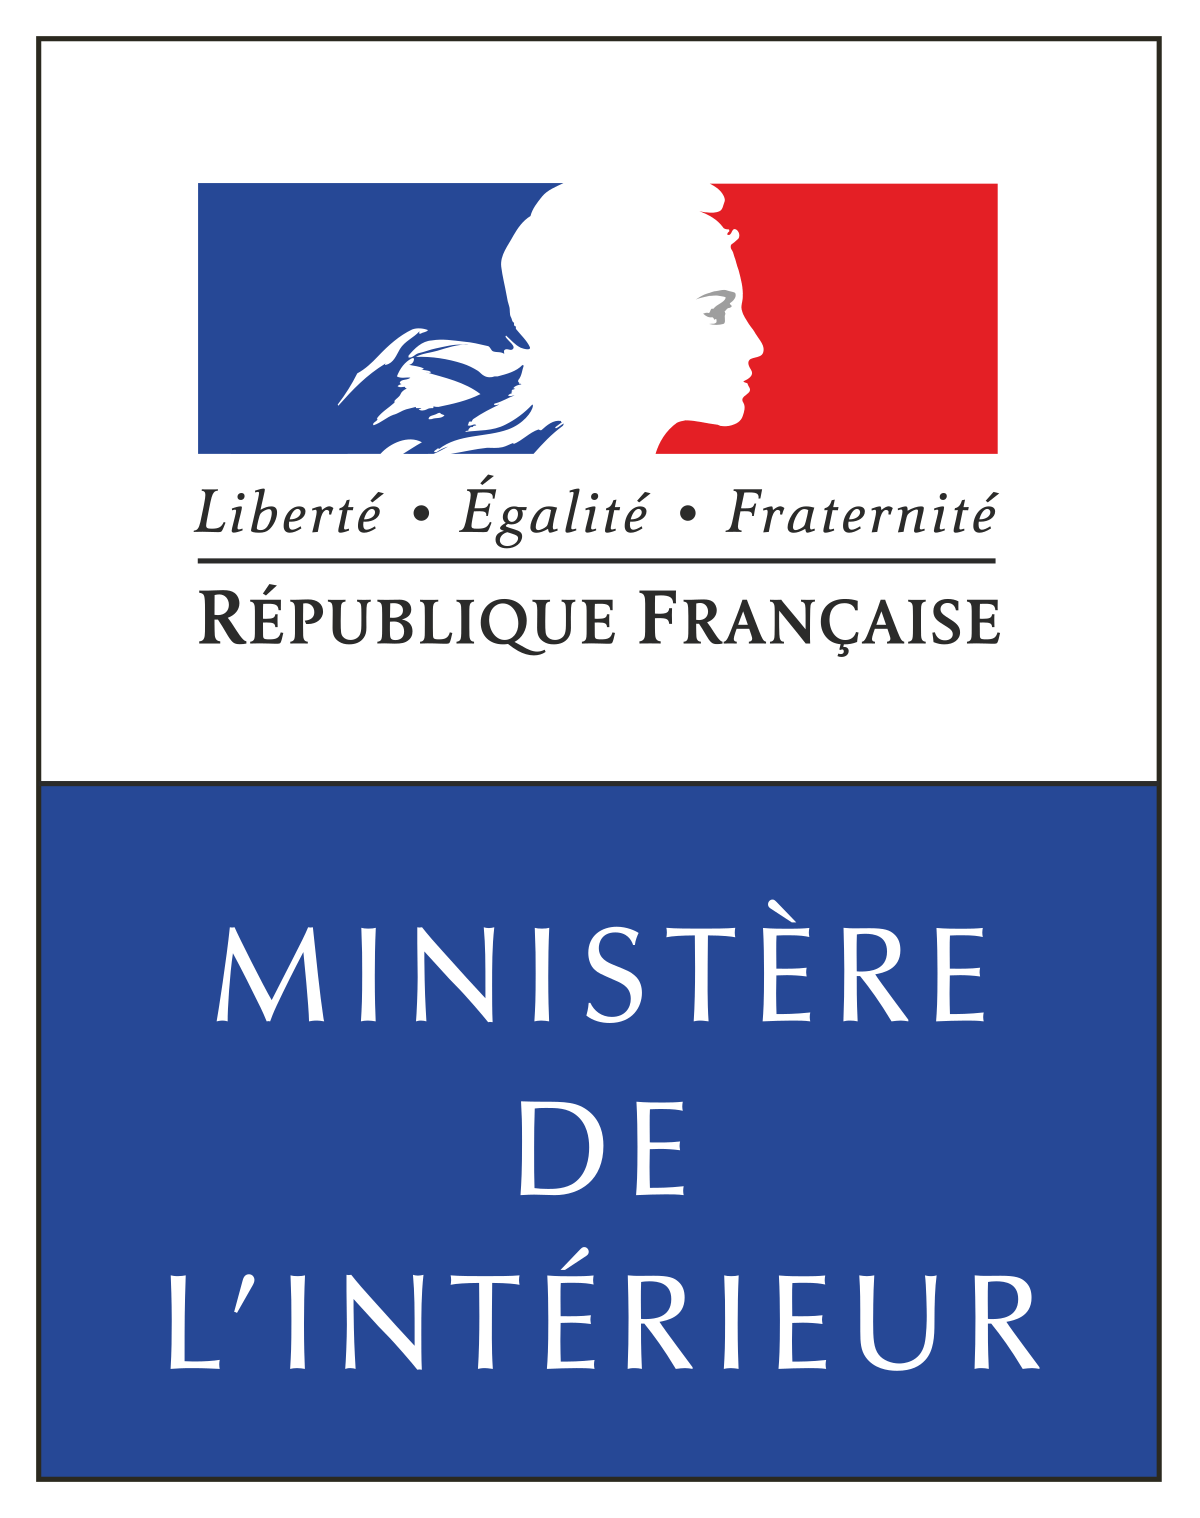 Liberté • Égalité • Fraternité
RÉPUBLIQUE FRANÇAISE
MINISTÈRE
DE
L’INTÉRIEUR